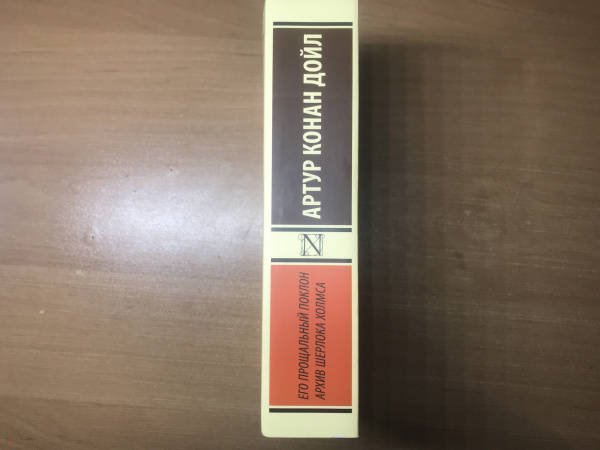 АРТУР КОНАН ДОЙЛ
ЕГО ПРОЩАЛЬНЫЙ ПОКЛОН
АРХИВ ШЕРЛОКА ХОЛМСА